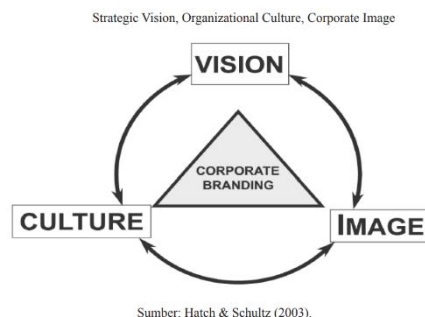 Strategic Vision, Organizational Culture, Corporate Image
VISION
CORPORATE
BRANDING
CULTURE
IMAGE
Sumber: Hatch & Schultz (2003).